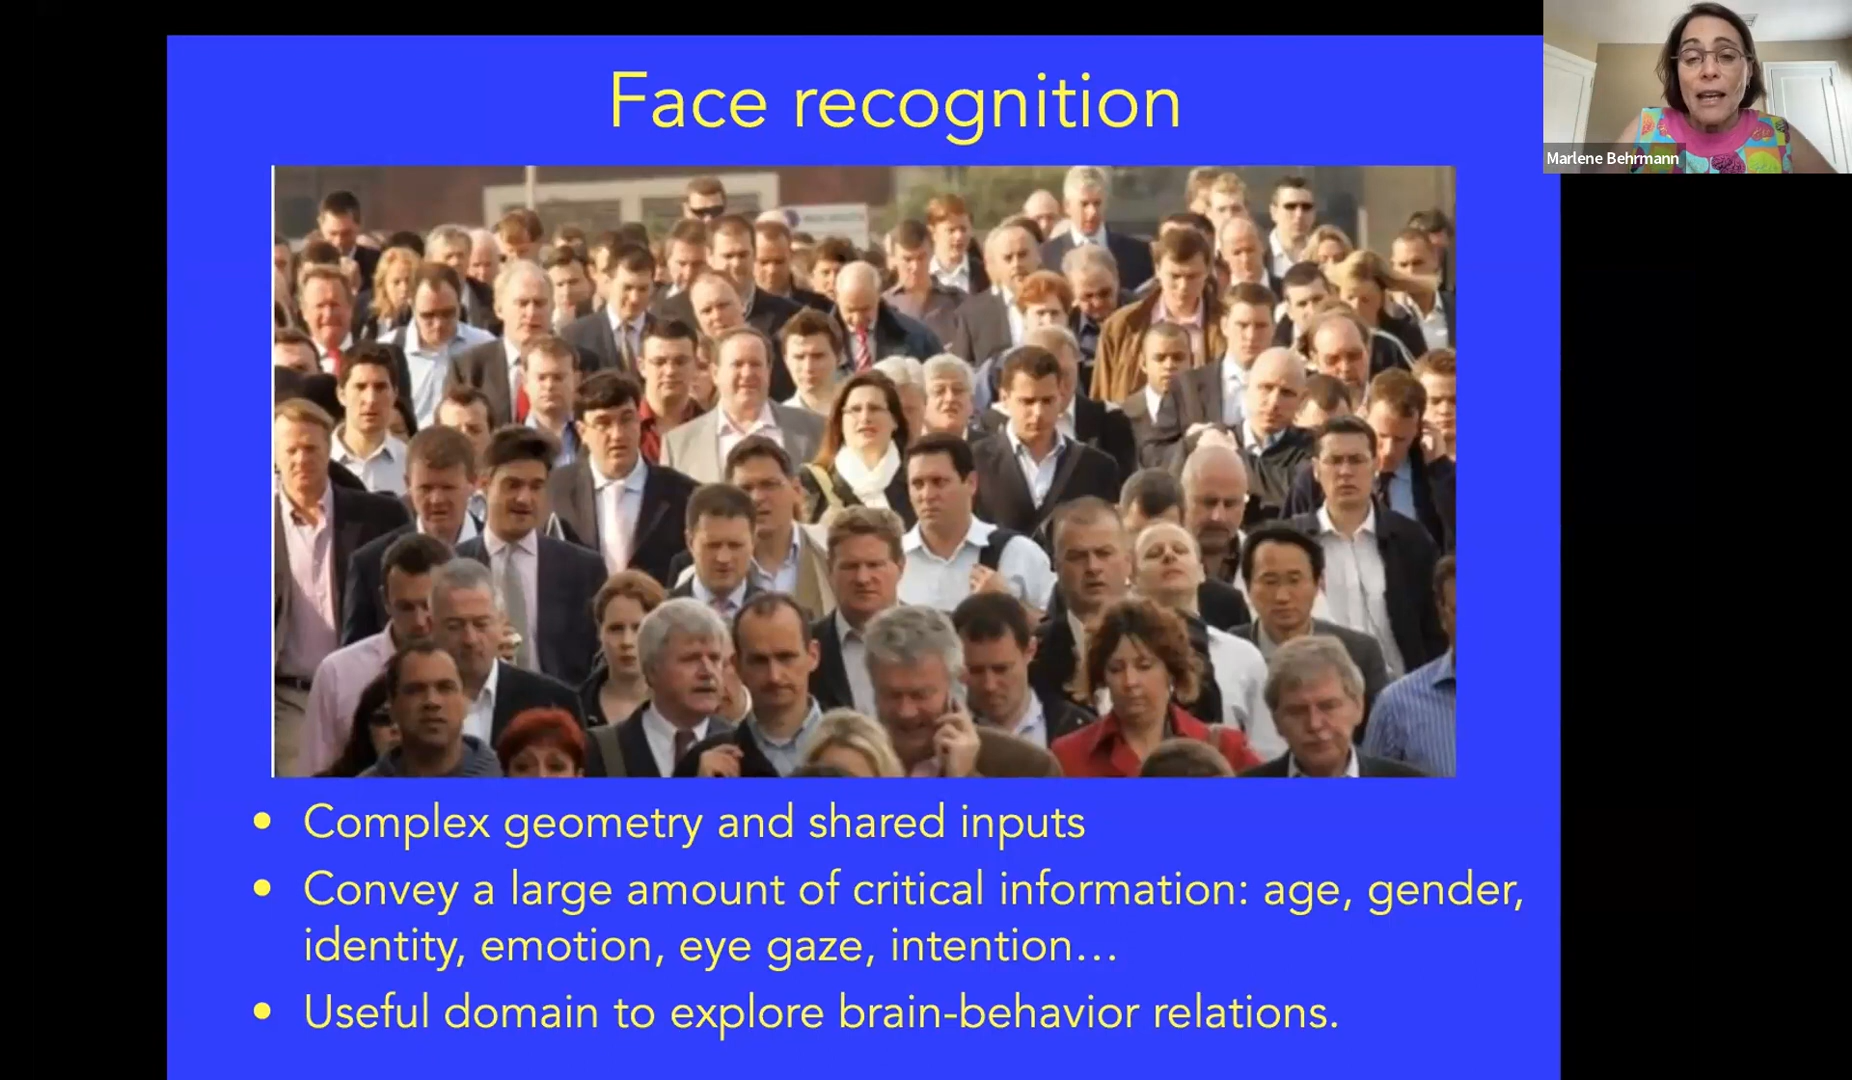 Face recognition
Marlene Behrmann
• Complex geometry and shared inputs
• Convey a large amount of critical information: age, gender,
identity, emotion, eye gaze, intention…
• Useful domain to explore brain-behavior relations.